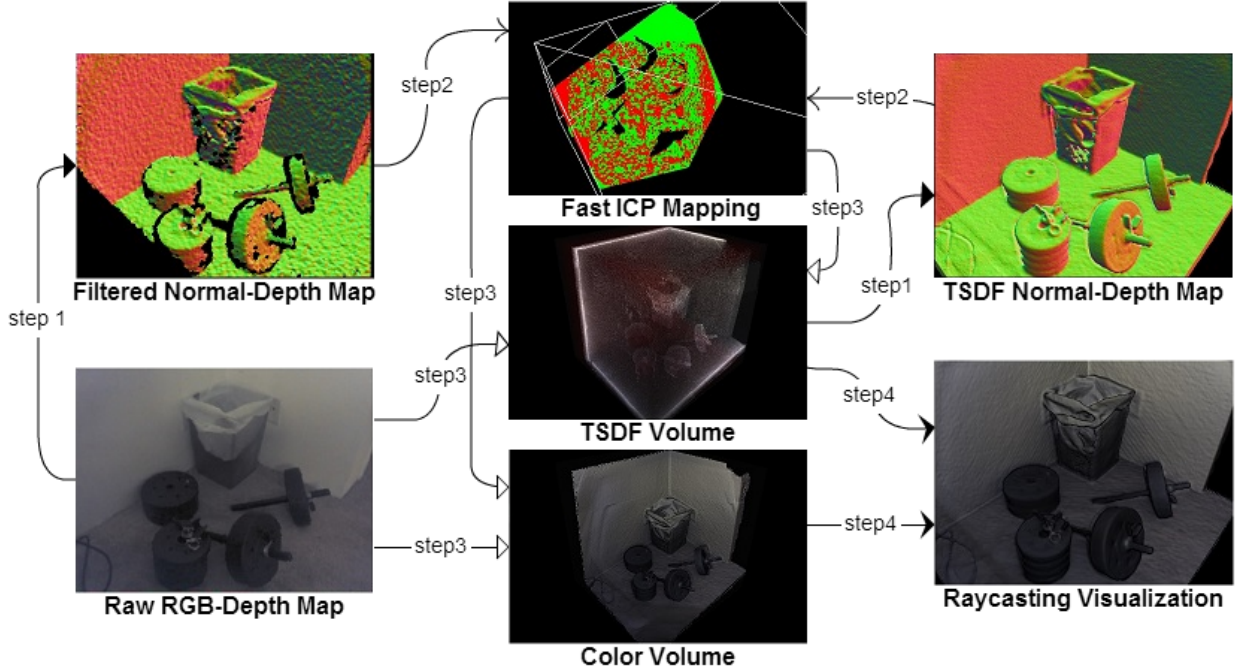 step2
Fast ICP Mapping
step2
step3
Filtered Normal-Depth Map
step 1
step3
step1
TSDF Normal-Depth Map
step3
TSDF Volume
step4
Raw RGB-Depth Map
step3
Color Volume
step4
Raycasting Visualization